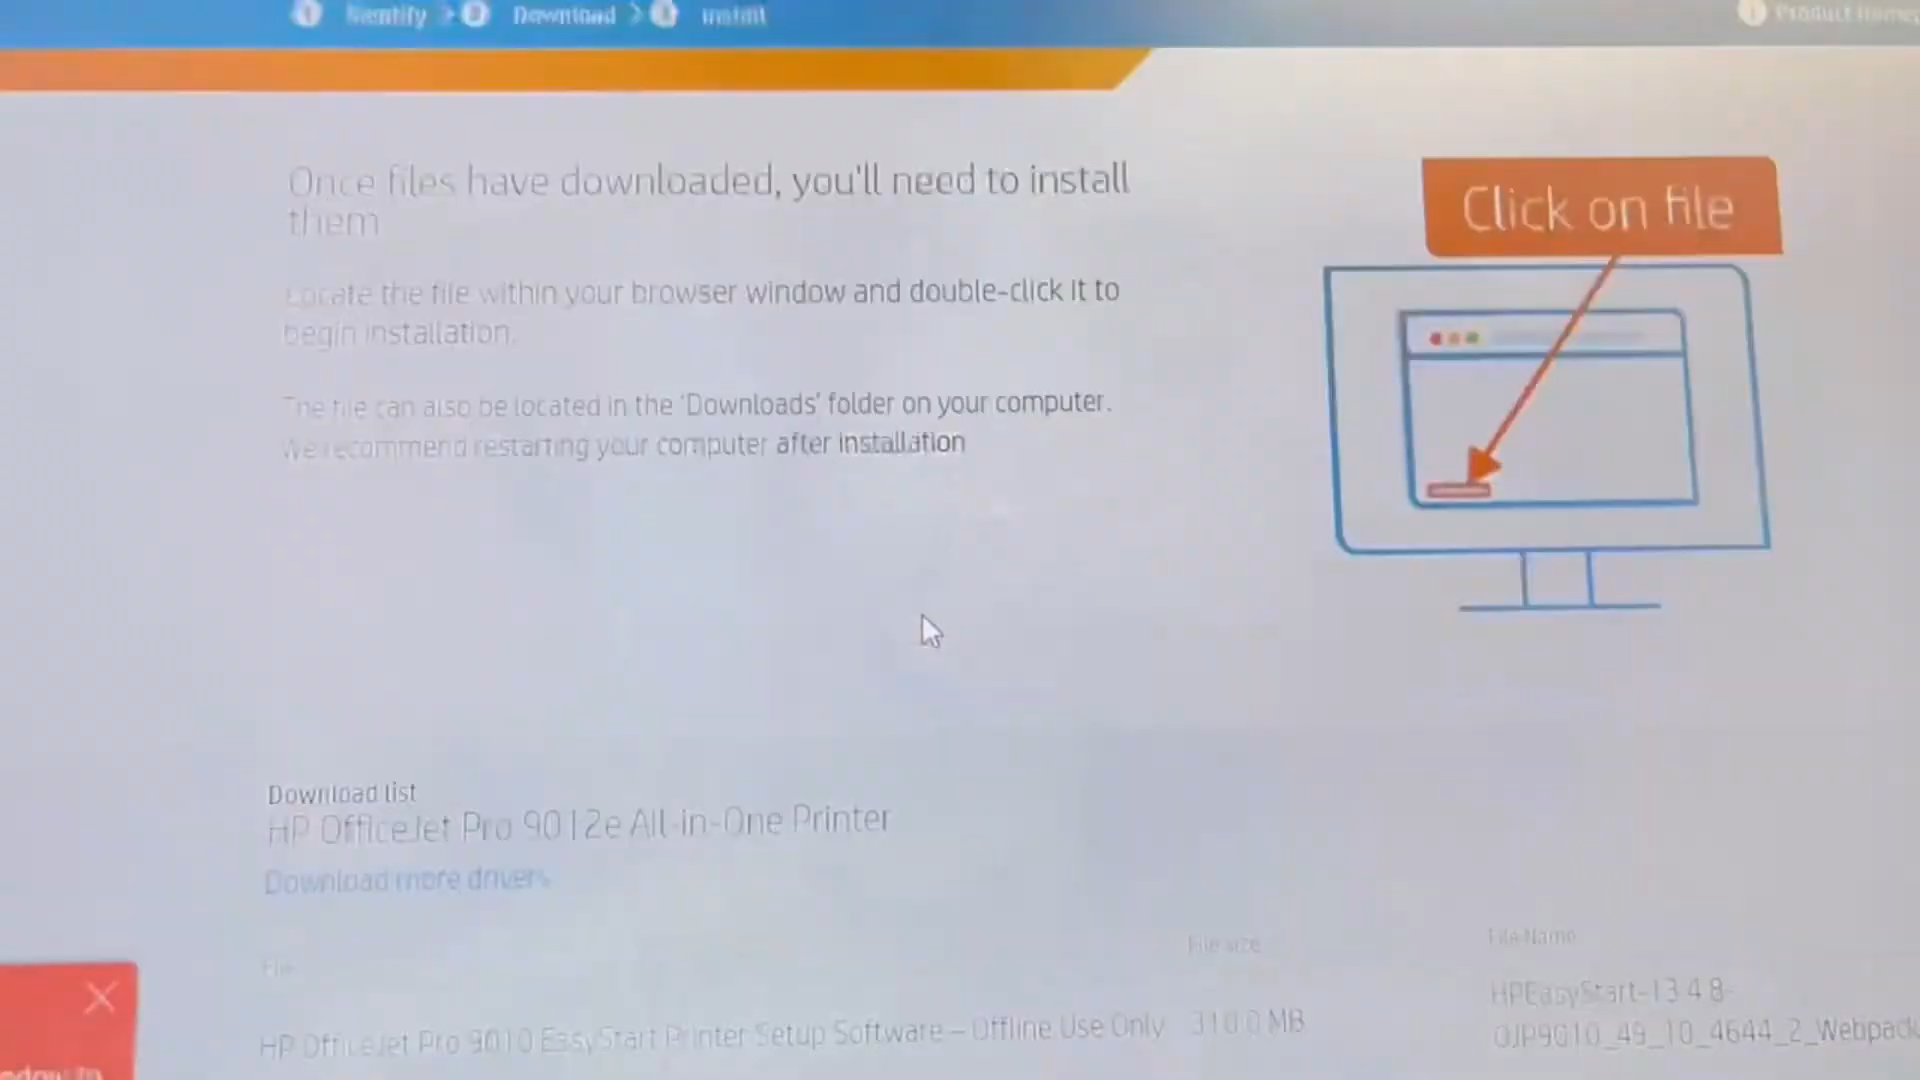 Identify > Download > Install
Once files have downloaded, you'll need to install
them
Click on file
Locate the file within your browser window and double-click it to
begin installation.
The file can also be located in the 'Downloads' folder on your computer.
We recommend restarting your computer after installation
Download list
HP OfficeJet Pro 9012e All-in-One Printer
Download more drivers
File size
File Name
File
HPEasyStart-13.4.8-
HP OfficeJet Pro 9010 EasyStart Printer Setup Software – Offline Use Only
310.0 MB
OJP9010_49_10_4644_2_Webpack